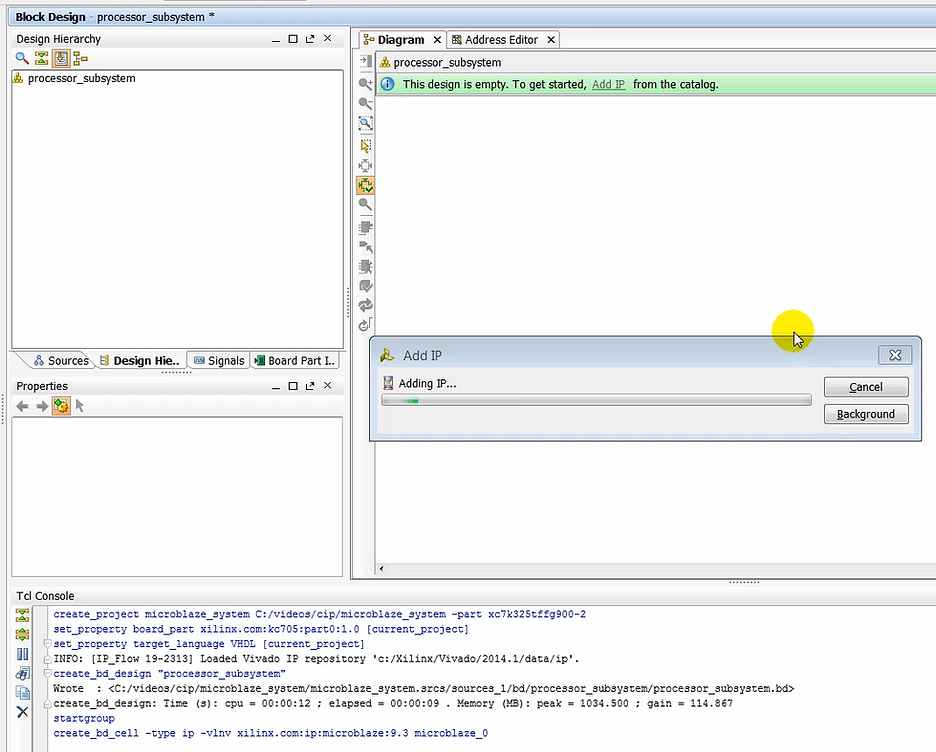 Block Design - processor_subsystem *
Design Hierarchy
processor_subsystem
Sources
Design Hie..
Signals
Board Part I..
Properties
Diagram
Address Editor
processor_subsystem
This design is empty. To get started, Add IP from the catalog.
Add IP
Adding IP...
Cancel
Background
Tcl Console
create_project microblaze_system C:/videos/cip/microblaze_system -part xc7k325tffg900-2
set_property board_part xilinx.com:kc705:part0:1.0 [current_project]
set_property target_language VHDL [current_project]
INFO: [IP_Flow 19-2313] Loaded Vivado IP repository 'c:/Xilinx/Vivado/2014.1/data/ip'.
create_bd_design "processor_subsystem"
Wrote  : <C:/videos/cip/microblaze_system/microblaze_system.srcs/sources_1/bd/processor_subsystem/processor_subsystem.bd>
create_bd_design: Time (s): cpu = 00:00:12 ; elapsed = 00:00:09 . Memory (MB): peak = 1034.500 ; gain = 114.867
startgroup
create_bd_cell -type ip -vlnv xilinx.com:ip:microblaze:9.3 microblaze_0